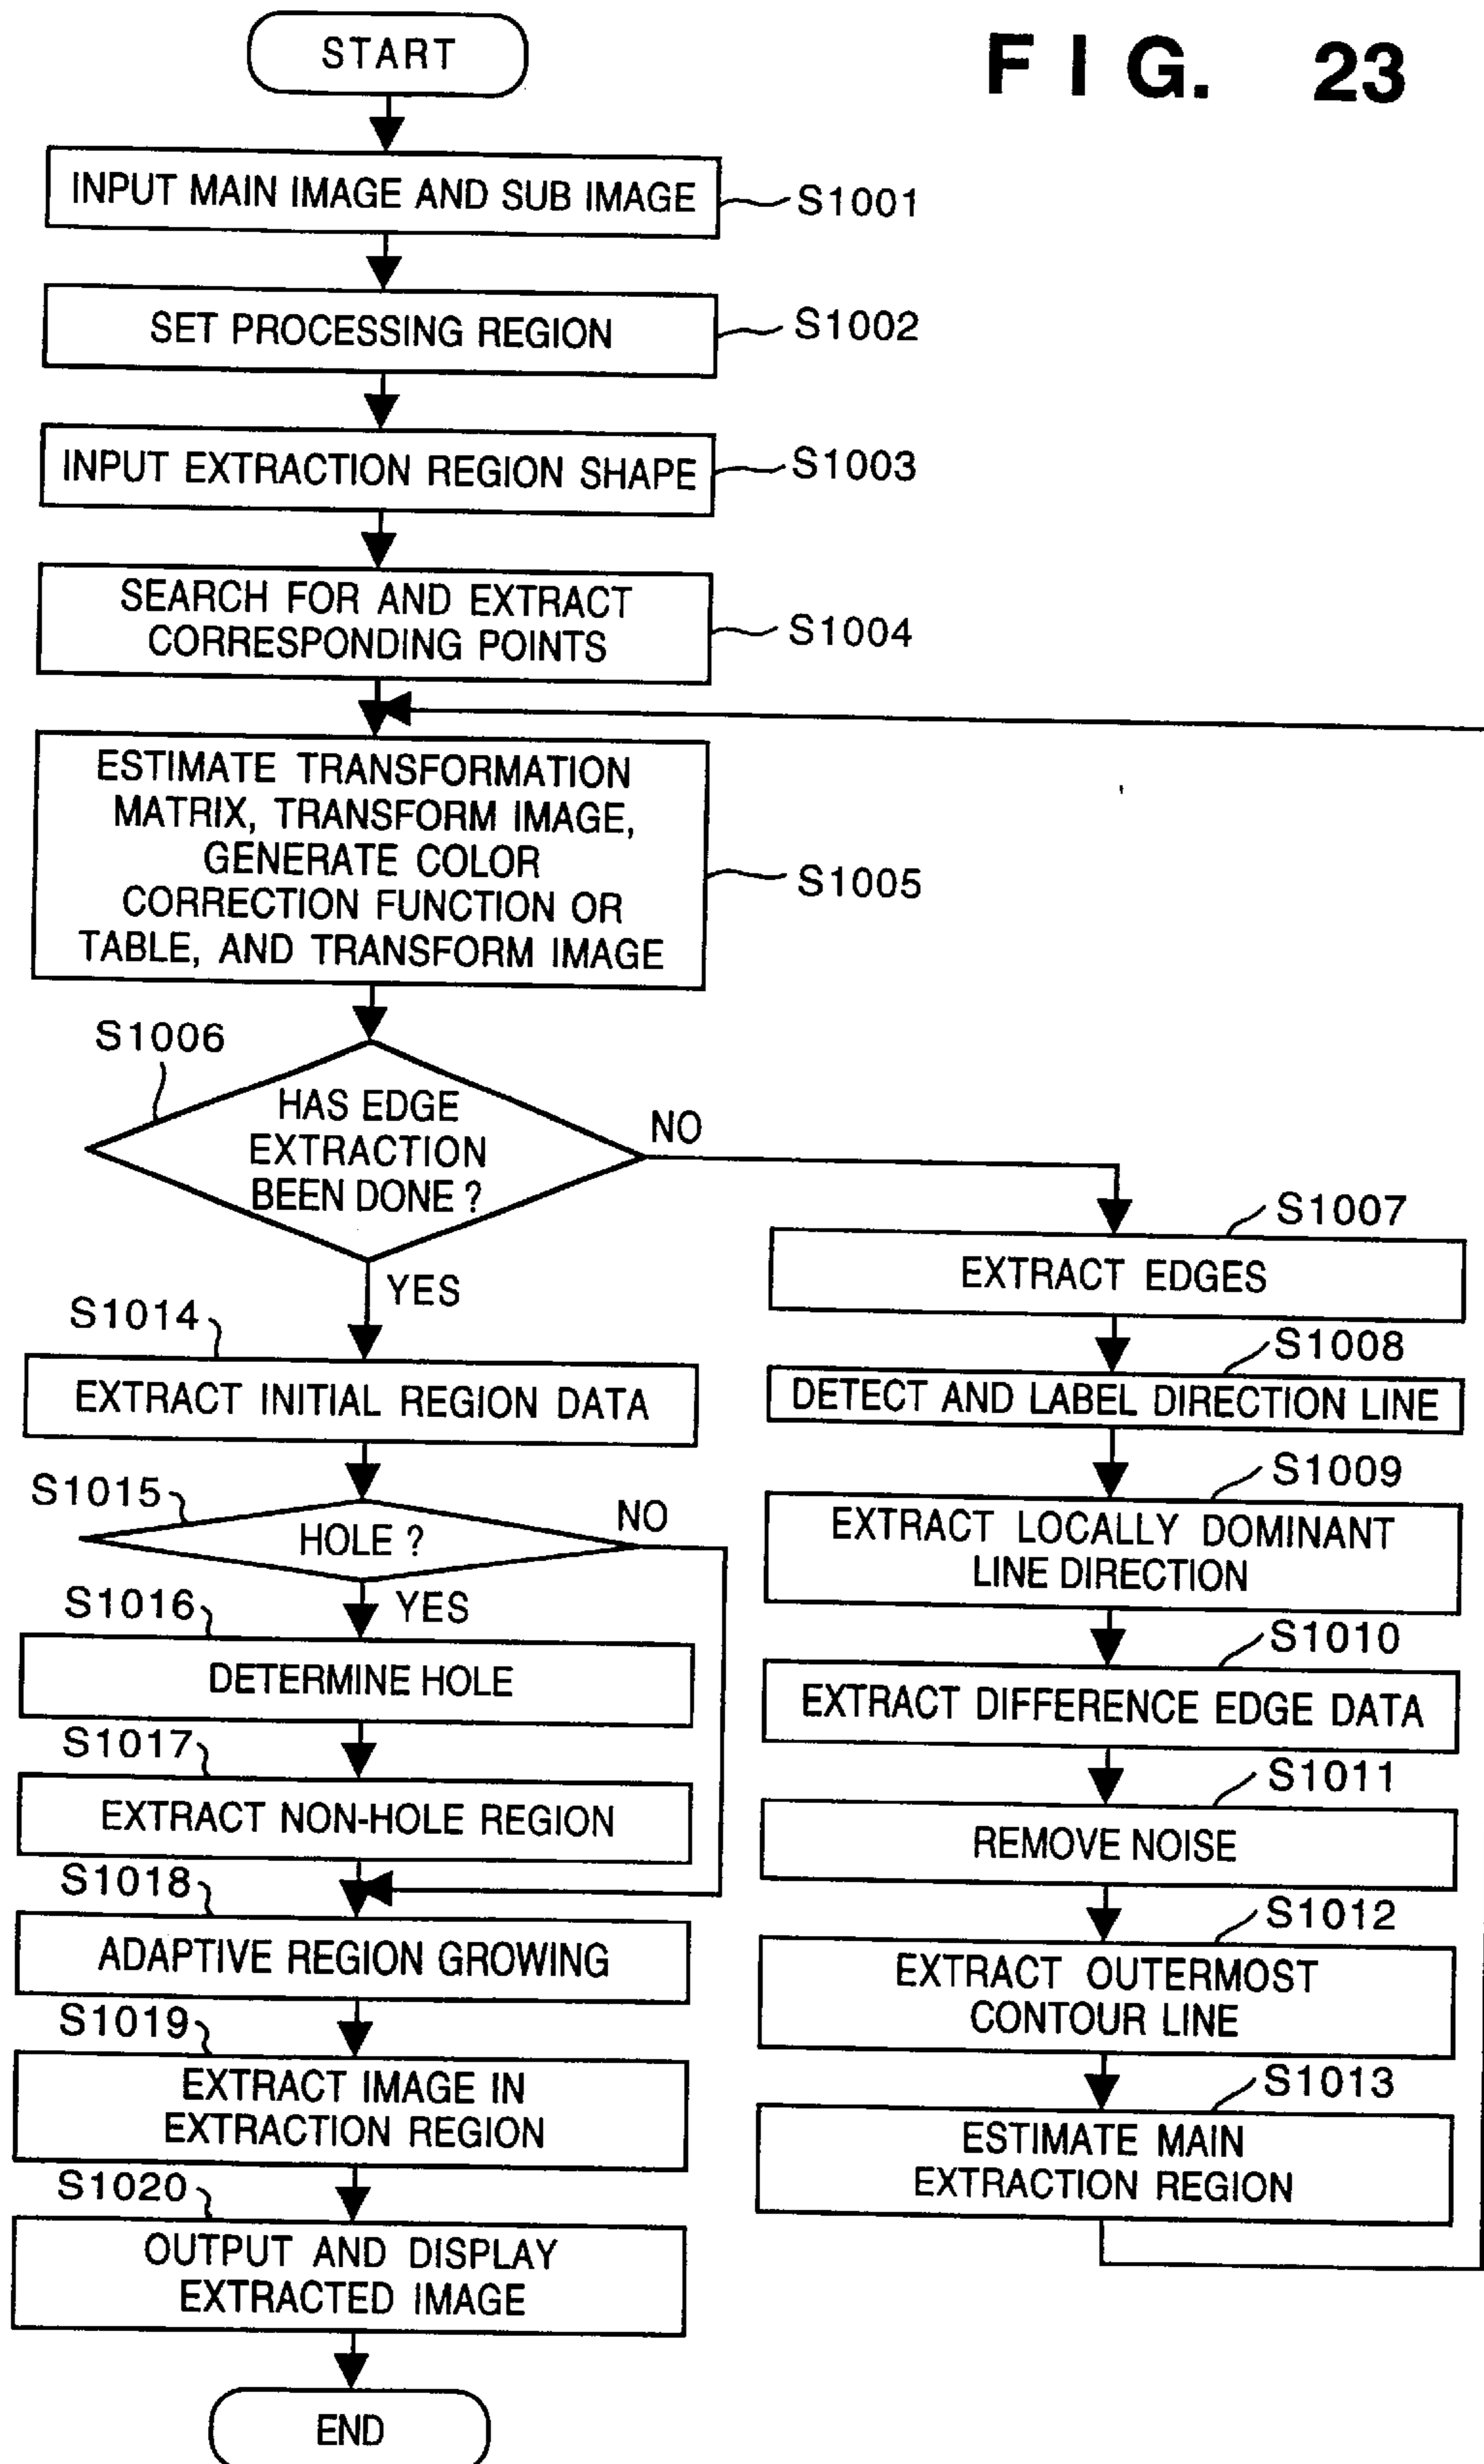 FIG. 23
START
INPUT MAIN IMAGE AND SUB IMAGE
S1001
SET PROCESSING REGION
S1002
INPUT EXTRACTION REGION SHAPE
S1003
SEARCH FOR AND EXTRACT
CORRESPONDING POINTS
S1004
ESTIMATE TRANSFORMATION
MATRIX, TRANSFORM IMAGE,
GENERATE COLOR
CORRECTION FUNCTION OR
TABLE, AND TRANSFORM IMAGE
S1005
S1006
HAS EDGE
EXTRACTION
BEEN DONE ?
NO
YES
S1007
EXTRACT EDGES
S1008
DETECT AND LABEL DIRECTION LINE
S1009
EXTRACT LOCALLY DOMINANT
LINE DIRECTION
S1010
EXTRACT DIFFERENCE EDGE DATA
S1011
REMOVE NOISE
S1012
EXTRACT OUTERMOST
CONTOUR LINE
S1013
ESTIMATE MAIN
EXTRACTION REGION
S1014
EXTRACT INITIAL REGION DATA
S1015
HOLE ?
NO
YES
S1016
DETERMINE HOLE
S1017
EXTRACT NON-HOLE REGION
S1018
ADAPTIVE REGION GROWING
S1019
EXTRACT IMAGE IN
EXTRACTION REGION
S1020
OUTPUT AND DISPLAY
EXTRACTED IMAGE
END